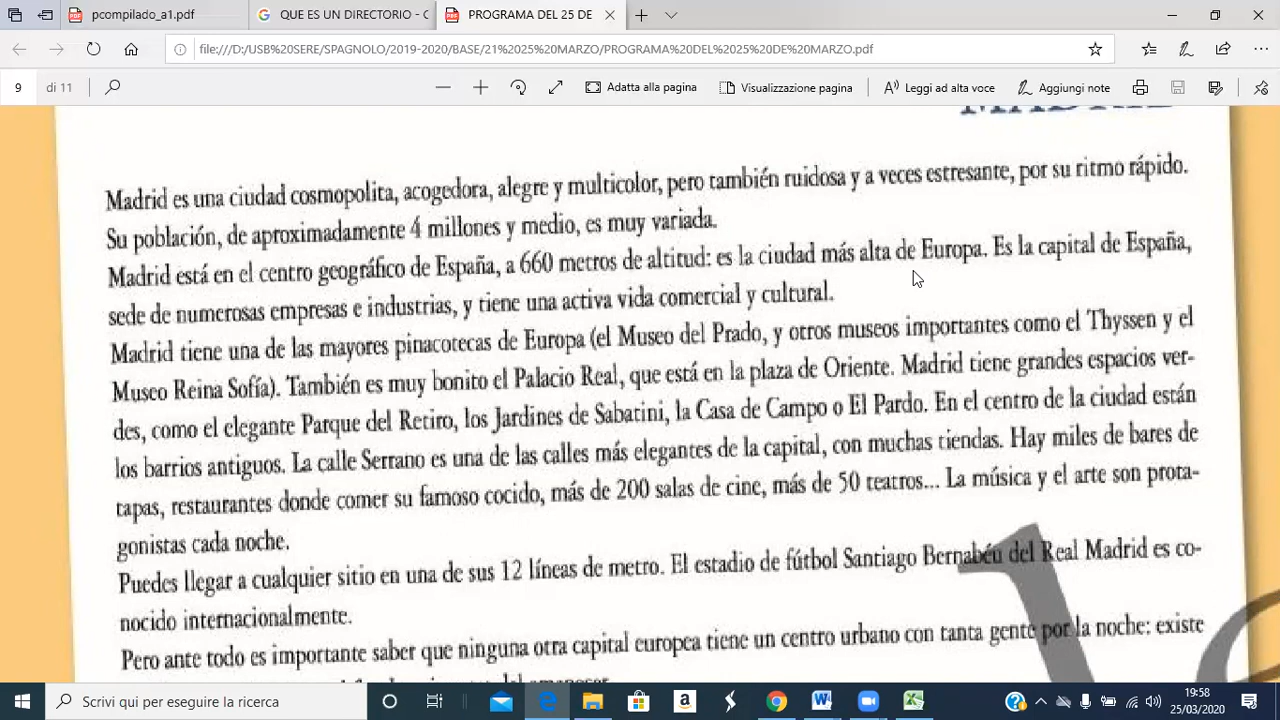 pcompilado_a1.pdf
QUE ES UN DIRECTORIO - C
PROGRAMA DEL 25 DE
file:///D:/USB%20SERE/SPAGNOLO/2019-2020/BASE/21%2025%20MARZO/PROGRAMA%20DEL%2025%20DE%20MARZO.pdf
9 di 11
Adatta alla pagina
Visualizzazione pagina
Leggi ad alta voce
Aggiungi note
MADRID
Madrid es una ciudad cosmopolita, acogedora, alegre y multicolor, pero también ruidosa y a veces estresante, por su ritmo rápido.
Su población, de aproximadamente 4 millones y medio, es muy variada.
Madrid está en el centro geográfico de España, a 660 metros de altitud: es la ciudad más alta de Europa. Es la capital de España,
sede de numerosas empresas e industrias, y tiene una activa vida comercial y cultural.
Madrid tiene una de las mayores pinacotecas de Europa (el Museo del Prado, y otros museos importantes como el Thyssen y el
Museo Reina Sofía). También es muy bonito el Palacio Real, que está en la plaza de Oriente. Madrid tiene grandes espacios ver-
des, como el elegante Parque del Retiro, los Jardines de Sabatini, la Casa de Campo o El Pardo. En el centro de la ciudad están
los barrios antiguos. La calle Serrano es una de las calles más elegantes de la capital, con muchas tiendas. Hay miles de bares de
tapas, restaurantes donde comer su famoso cocido, más de 200 salas de cine, más de 50 teatros... La música y el arte son prota-
gonistas cada noche.
Puedes llegar a cualquier sitio en una de sus 12 líneas de metro. El estadio de fútbol Santiago Bernabéu del Real Madrid es co-
nocido internacionalmente.
Pero ante todo es importante saber que ninguna otra capital europea tiene un centro urbano con tanta gente por la noche: existe
del amanecer
Scrivi qui per eseguire la ricerca
19:58
25/03/2020